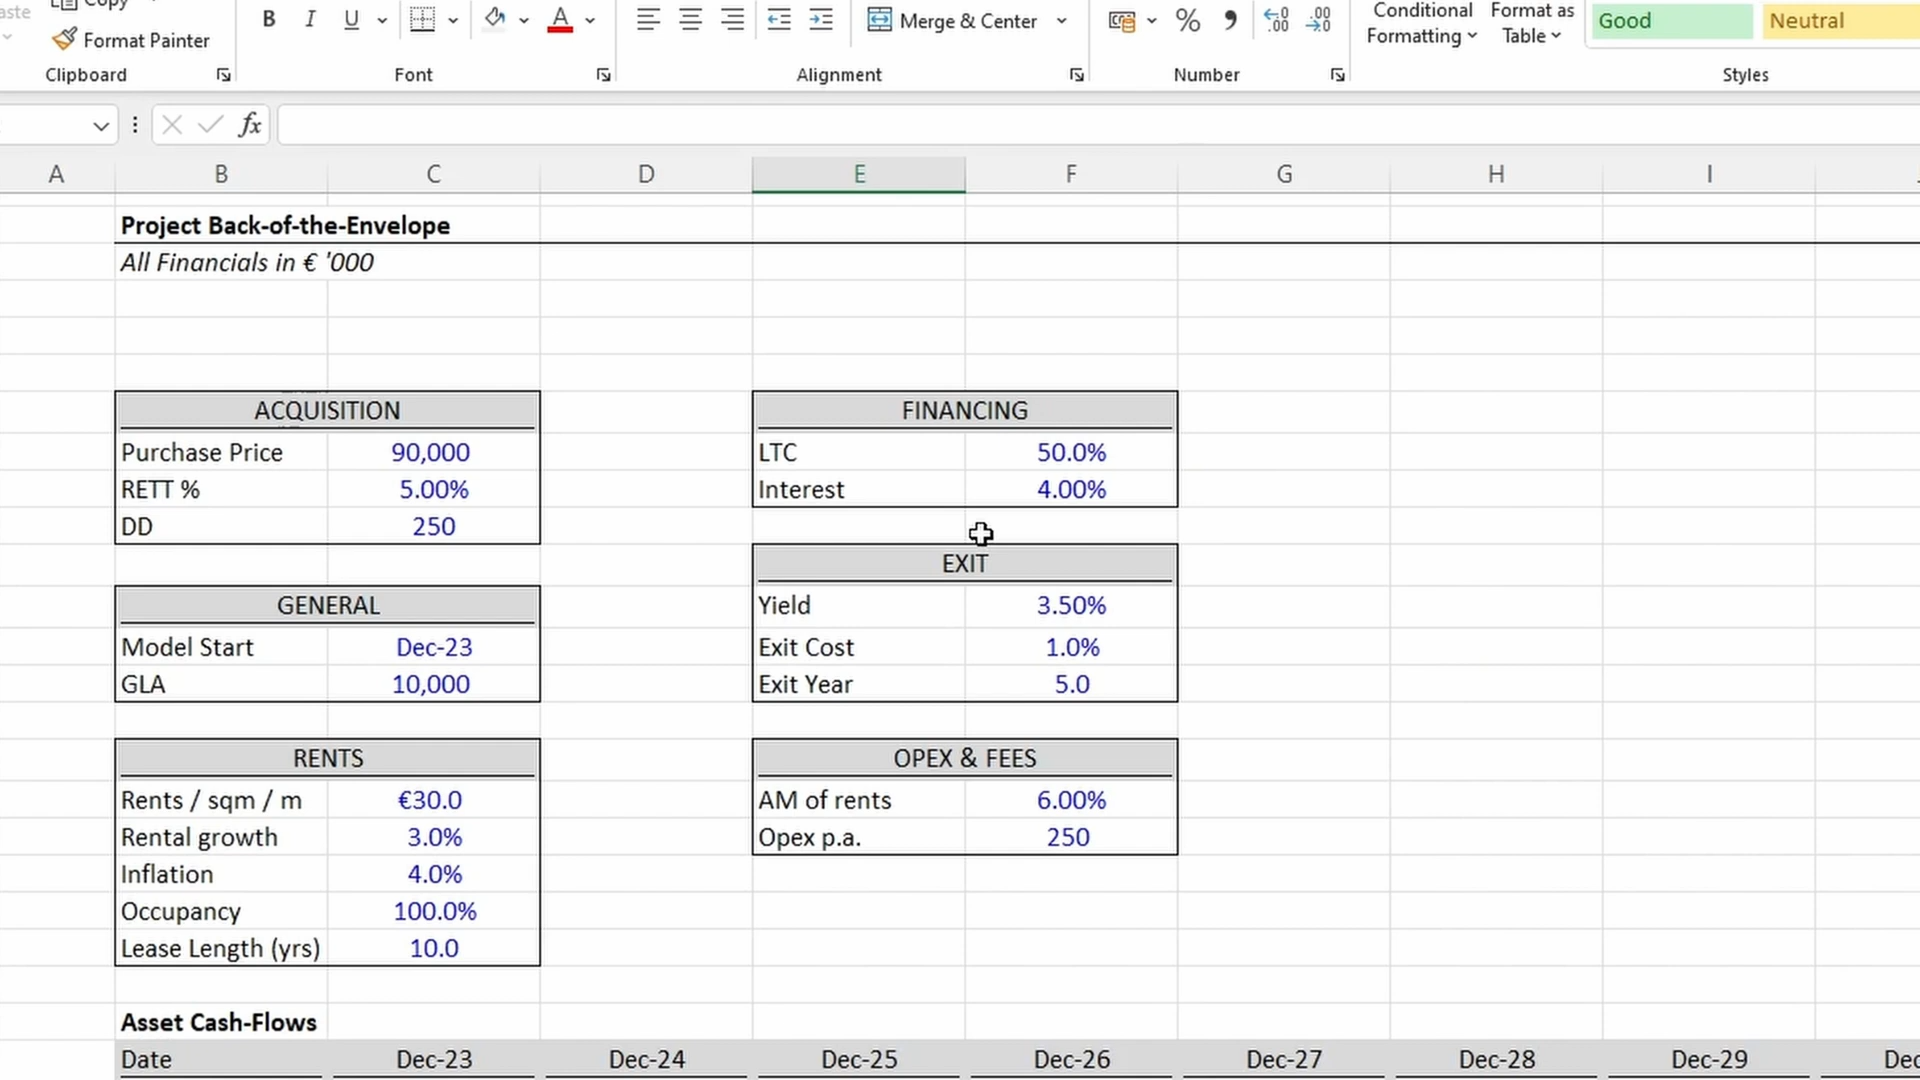 Copy
Format Painter
B I U A
Merge & Center
%
Conditional
Formatting
Format as
Table
Good
Neutral
Clipboard
Font
Alignment
Number
Styles
fx
A B C D E F G H I
Project Back-of-the-Envelope
All Financials in € '000
ACQUISITION
Purchase Price 90,000
RETT % 5.00%
DD 250
GENERAL
Model Start Dec-23
GLA 10,000
RENTS
Rents / sqm / m €30.0
Rental growth 3.0%
Inflation 4.0%
Occupancy 100.0%
Lease Length (yrs) 10.0
FINANCING
LTC 50.0%
Interest 4.00%
EXIT
Yield 3.50%
Exit Cost 1.0%
Exit Year 5.0
OPEX & FEES
AM of rents 6.00%
Opex p.a. 250
Asset Cash-Flows
Date Dec-23 Dec-24 Dec-25 Dec-26 Dec-27 Dec-28 Dec-29